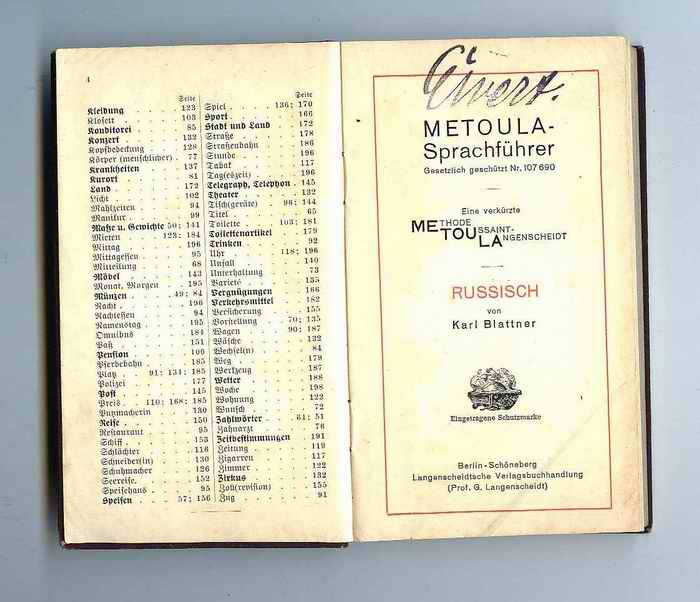 4
Seite
Kleidung 123
Klosett 103
Konditorei 85
Konzert 132
Kopfbedeckung 128
Körper (menschlicher) 77
Krankheiten 137
Kurort 81
Land 172
Licht 102
Mahlzeiten 94
Manikur 99
Maße u. Gewichte 50; 141
Mieten 123; 184
Mittag 196
Mittagessen 95
Mitteilung 68
Möbel 143
Monat, Morgen 195
Münzen 49; 84
Nacht 196
Nachtessen 94
Namenstag 195
Omnibus 184
Paß 151
Pension 100
Pferdebahn 185
Platz 91; 131; 185
Polizei 177
Post 145
Preis 110; 168; 185
Putzmacherin 130
Reise 150
Restaurant 95
Schiff 153
Schlächter 116
Schneider(in) 130
Schuhmacher 126
Seereise 152
Speisehaus 95
Speisen 57; 156
Seite
Spiel 136; 170
Sport 166
Stadt und Land 172
Straße 178
Straßenbahn 186
Stunde 196
Tabak 117
Tag(eszeit) 196
Telegraph, Telephon 145
Theater 132
Tisch(geräte) 96; 144
Titel 65
Toilette 103; 181
Toilettenartikel 179
Trinken 92
Uhr 118; 196
Unfall 140
Unterhaltung 73
Varieté 135
Vergnügungen 166
Verkehrsmittel 182
Versicherung 155
Vorstellung 70; 135
Wagen 90; 187
Wäsche 132
Wechsel(n) 84
Weg 179
Werkzeug 187
Wetter 188
Woche 198
Wohnung 122
Wunsch 72
Zahlwörter 31; 51
Zahnarzt 76
Zeitbestimmungen 191
Zeitung 119
Zigarren 117
Zimmer 122
Zirkus 132
Zoll(revision) 155
Zug 91
METOULA-
Sprachführer
Gesetzlich geschützt Nr. 107 690
Eine verkürzte
METHODE
TOUSSAINT-
LANGENSCHEIDT
RUSSISCH
von
Karl Blattner
Eingetragene Schutzmarke
Berlin-Schöneberg
Langenscheidtsche Verlagsbuchhandlung
(Prof. G. Langenscheidt)